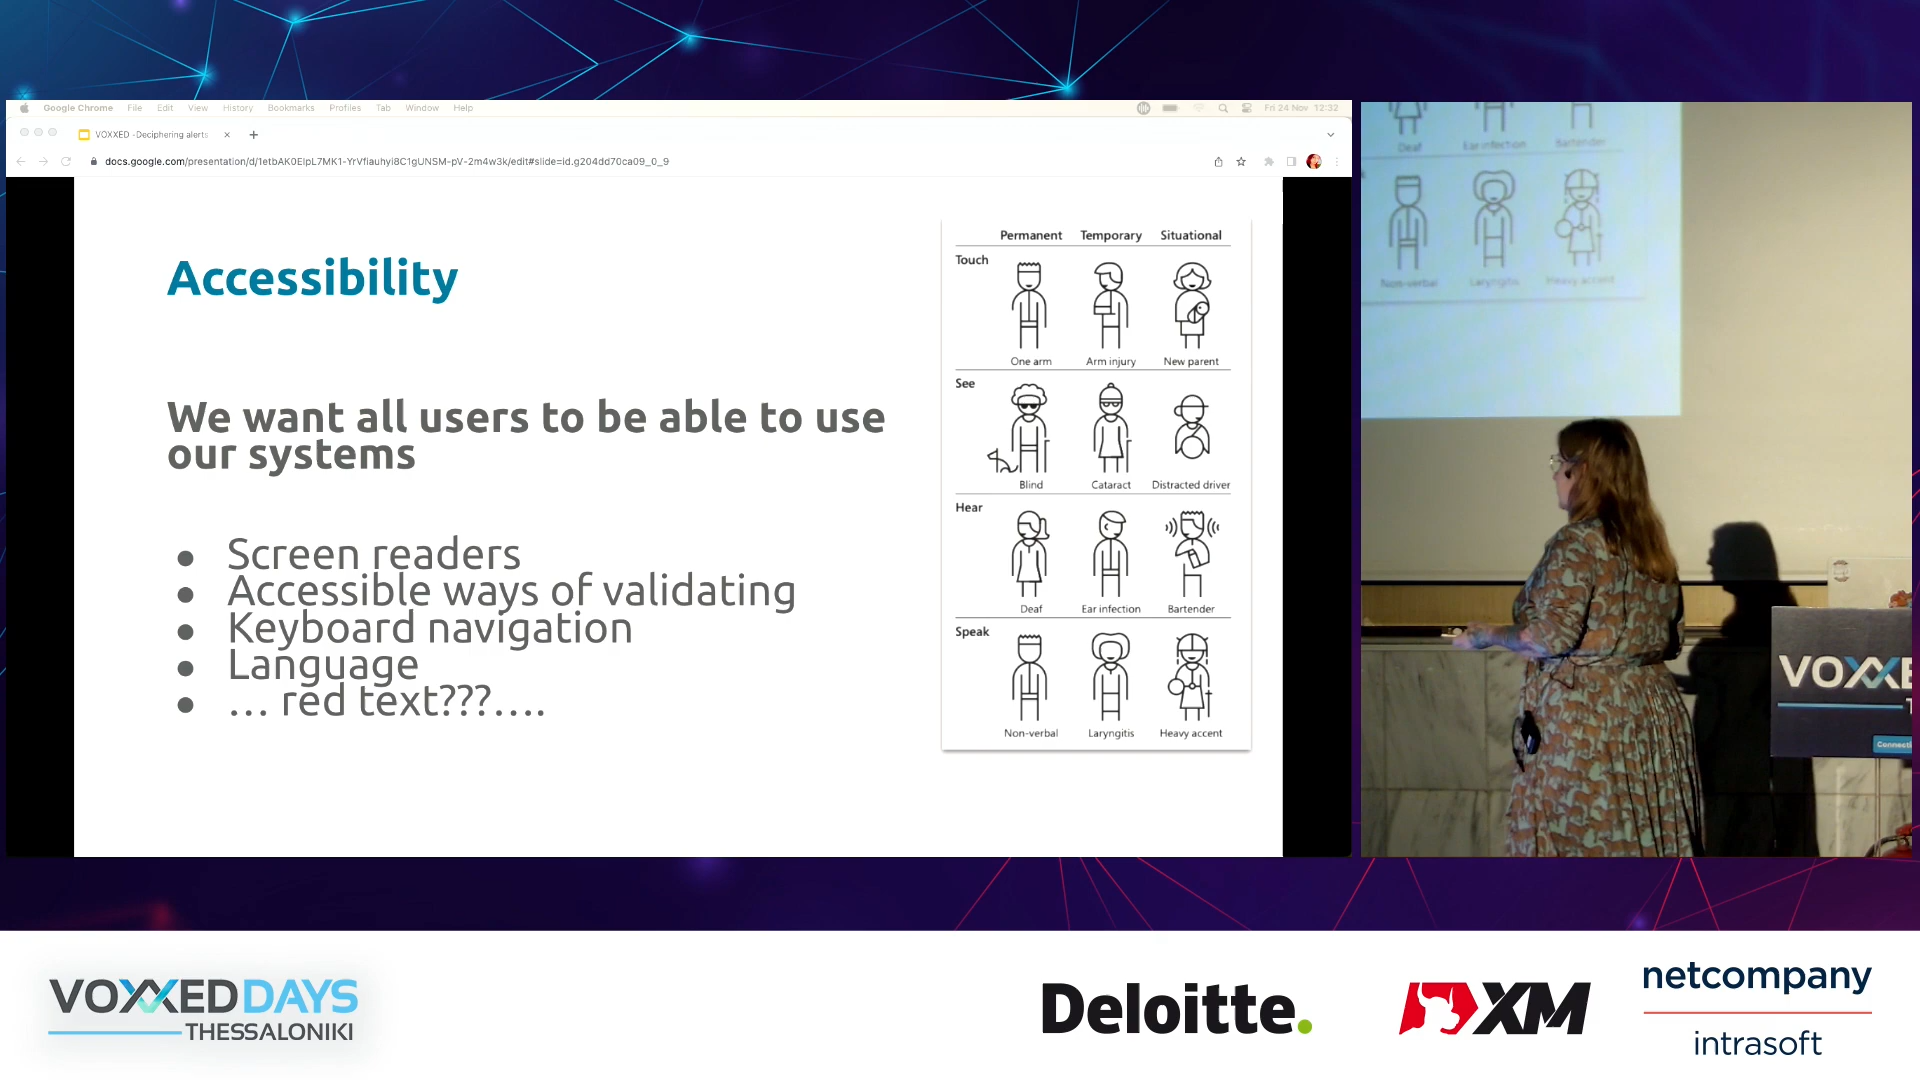 Google Chrome File Edit View History Bookmarks Profiles Tab Window Help Fri 24 Nov 12:32
VOXXED -Deciphering alerts
docs.google.com/presentation/d/1etbAK0ElpL7MK1-YrVfiauhyi8C1gUNSM-pV-2m4w3k/edit#slide=id.g204dd70ca09_0_9
Accessibility
We want all users to be able to use
our systems
● Screen readers
● Accessible ways of validating
● Keyboard navigation
● Language
● … red text???….
Permanent Temporary Situational
Touch
One arm Arm injury New parent
See
Blind Cataract Distracted driver
Hear
Deaf Ear infection Bartender
Speak
Non-verbal Laryngitis Heavy accent
Deaf Ear infection Bartender
Non-verbal Laryngitis Heavy accent
VOXXE
T
Connecti
VOXXEDDAYS
THESSALONIKI
Deloitte.
XM
netcompany
intrasoft